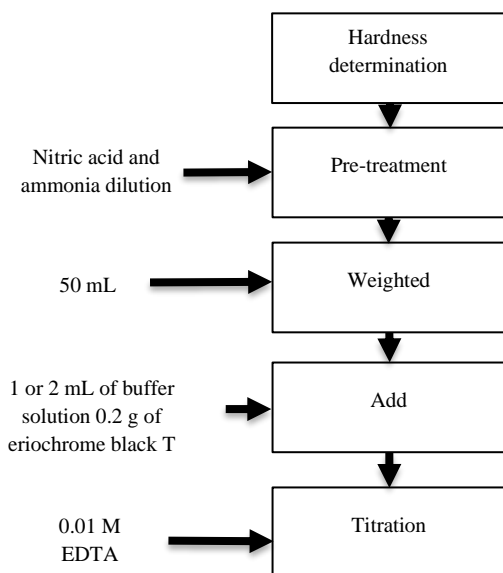 Hardness
determination
Nitric acid and
ammonia dilution
Pre-treatment
50 mL
Weighted
1 or 2 mL of buffer
solution 0.2 g of
eriochrome black T
Add
0.01 M
EDTA
Titration